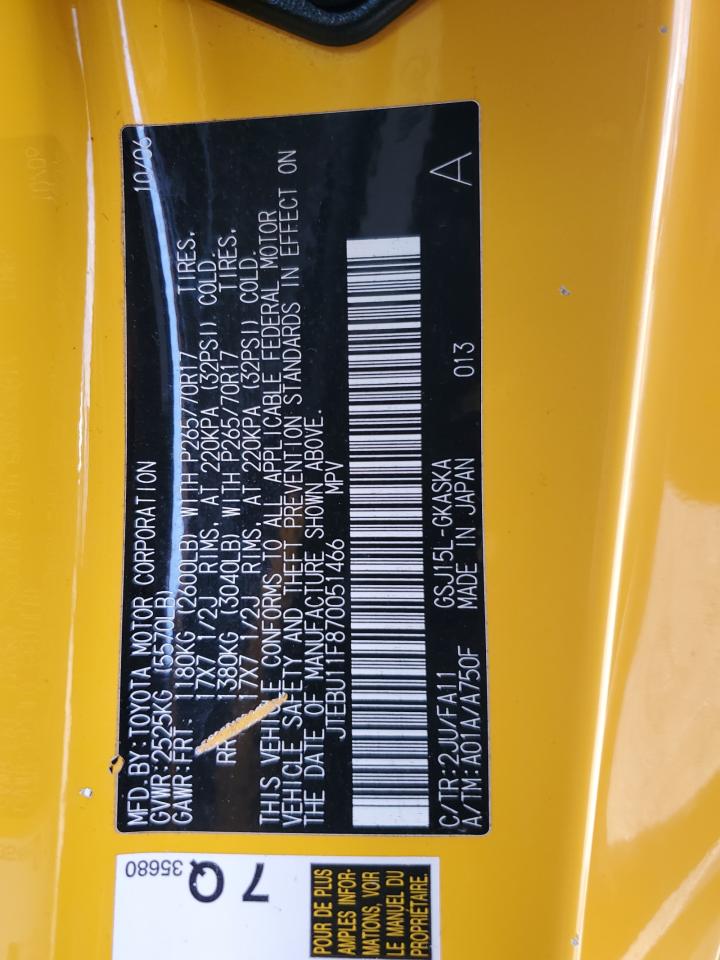 MFD.BY:TOYOTA MOTOR CORPORATION 10/06
GVWR:2525KG (5570LB)
GAWR:FRT: 1180KG (2600LB) WITH P265/70R17 TIRES,
17X7 1/2J RIMS, AT 220KPA (32PSI) COLD.
RR 1380KG (3040LB) WITH P265/70R17 TIRES,
17X7 1/2J RIMS, AT 220KPA (32PSI) COLD.
THIS VEHICLE CONFORMS TO ALL APPLICABLE FEDERAL MOTOR
VEHICLE SAFETY AND THEFT PREVENTION STANDARDS IN EFFECT ON
THE DATE OF MANUFACTURE SHOWN ABOVE.
JTEBU11F870051466 MPV
C/TR:2JU/FA11 GSJ15L-GKASKA
A/TM:A01A/A750F MADE IN JAPAN 013 A
35680
7 Q
POUR DE PLUS
AMPLES INFOR-
MATIONS, VOIR
LE MANUEL DU
PROPRIÉTAIRE.